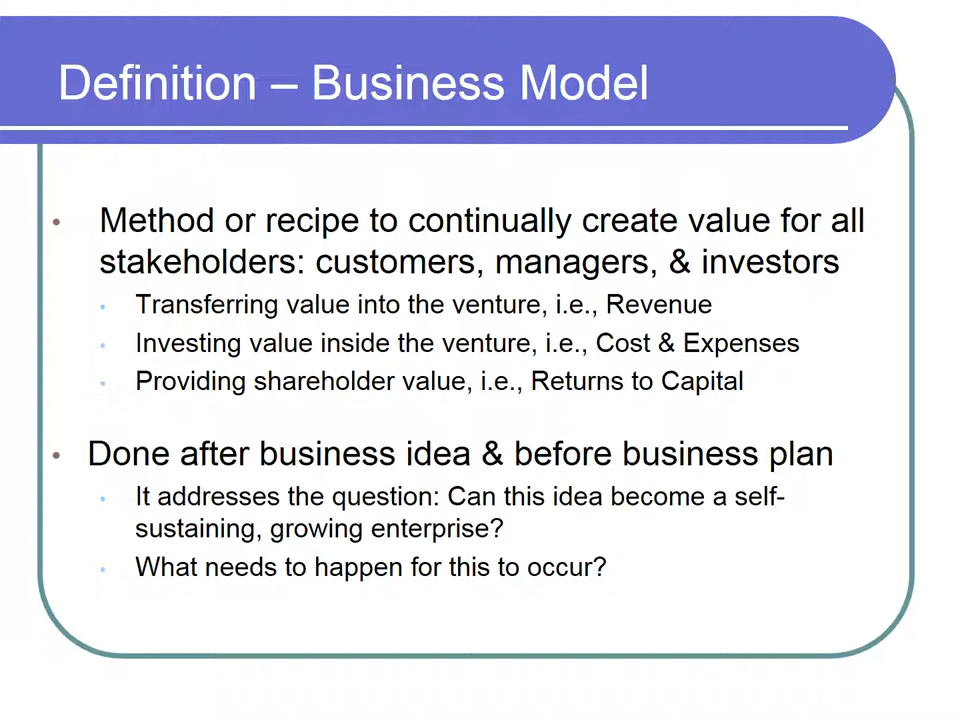 Definition – Business Model
• Method or recipe to continually create value for all
stakeholders: customers, managers, & investors
• Transferring value into the venture, i.e., Revenue
• Investing value inside the venture, i.e., Cost & Expenses
• Providing shareholder value, i.e., Returns to Capital
• Done after business idea & before business plan
• It addresses the question: Can this idea become a self-
sustaining, growing enterprise?
• What needs to happen for this to occur?